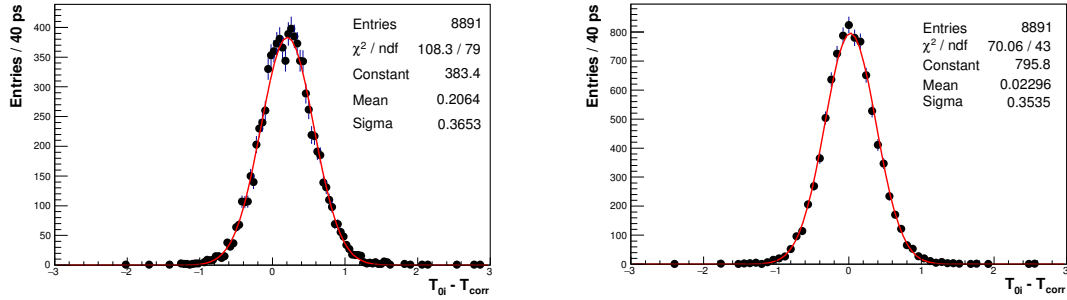 Entries / 40 ps
400
350
300
250
200
150
100
50
0
Entries 8891
χ² / ndf 108.3 / 79
Constant 383.4
Mean 0.2064
Sigma 0.3653
−3 −2 −1 0 1 2 3
T0i - Tcorr
Entries / 40 ps
800
700
600
500
400
300
200
100
0
Entries 8891
χ² / ndf 70.06 / 43
Constant 795.8
Mean 0.02296
Sigma 0.3535
−3 −2 −1 0 1 2 3
T0i - Tcorr